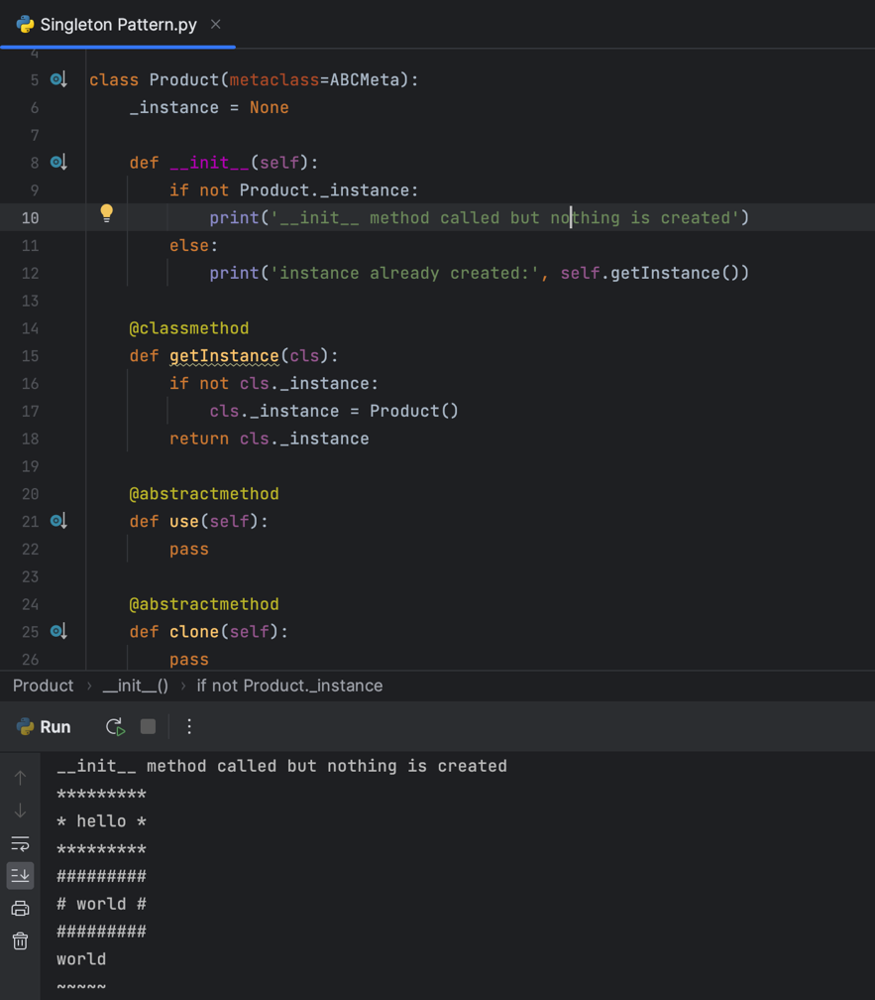 Singleton Pattern.py
4
5 class Product(metaclass=ABCMeta):
6 _instance = None
7
8 def __init__(self):
9 if not Product._instance:
10 print('__init__ method called but nothing is created')
11 else:
12 print('instance already created:', self.getInstance())
13
14 @classmethod
15 def getInstance(cls):
16 if not cls._instance:
17 cls._instance = Product()
18 return cls._instance
19
20 @abstractmethod
21 def use(self):
22 pass
23
24 @abstractmethod
25 def clone(self):
26 pass
Product › __init__() › if not Product._instance
Run
__init__ method called but nothing is created
*********
* hello *
*********
#########
# world #
#########
world
~~~~~